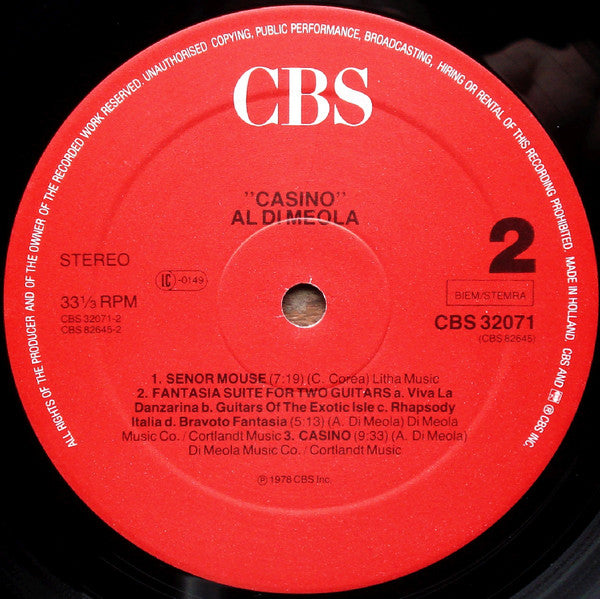 ALL RIGHTS OF THE PRODUCER AND OF THE OWNER OF THE RECORDED WORK RESERVED. UNAUTHORISED COPYING, PUBLIC PERFORMANCE, BROADCASTING, HIRING OR RENTAL OF THIS RECORDING PROHIBITED. MADE IN HOLLAND. CBS AND ® CBS INC.
CBS
"CASINO"
AL DI MEOLA
2
STEREO
IC -0149
33 1/3 RPM
BIEM/STEMRA
CBS 32071-2
CBS 82645-2
CBS 32071
(CBS 82645)
1. SENOR MOUSE (7:19) (C. Corea) Litha Music
2. FANTASIA SUITE FOR TWO GUITARS a. Viva La
Danzarina b. Guitars Of The Exotic Isle c. Rhapsody
Italia d. Bravoto Fantasia (5:13) (A. Di Meola) Di Meola
Music Co. / Cortlandt Music 3. CASINO (9:33) (A. Di Meola)
Di Meola Music Co. / Cortlandt Music
℗ 1978 CBS Inc.